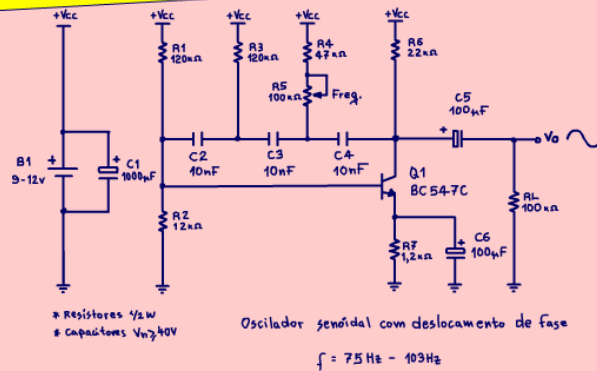 +Vcc +Vcc +Vcc +Vcc
R1
120KΩ
R3
120KΩ
R4
47KΩ
R6
22KΩ
R5
100KΩ
Freq.
C5
100µF
+
Vo
B1
9-12V
+
C1
1000µF
+
C2
10nF
C3
10nF
C4
10nF
Q1
BC547C
R2
12KΩ
RL
100KΩ
R7
1,2KΩ
C6
100µF
+
* Resistores 1/2W
* Capacitores Vn≥40V
Oscilador senóidal com deslocamento de fase
f = 75Hz - 103Hz